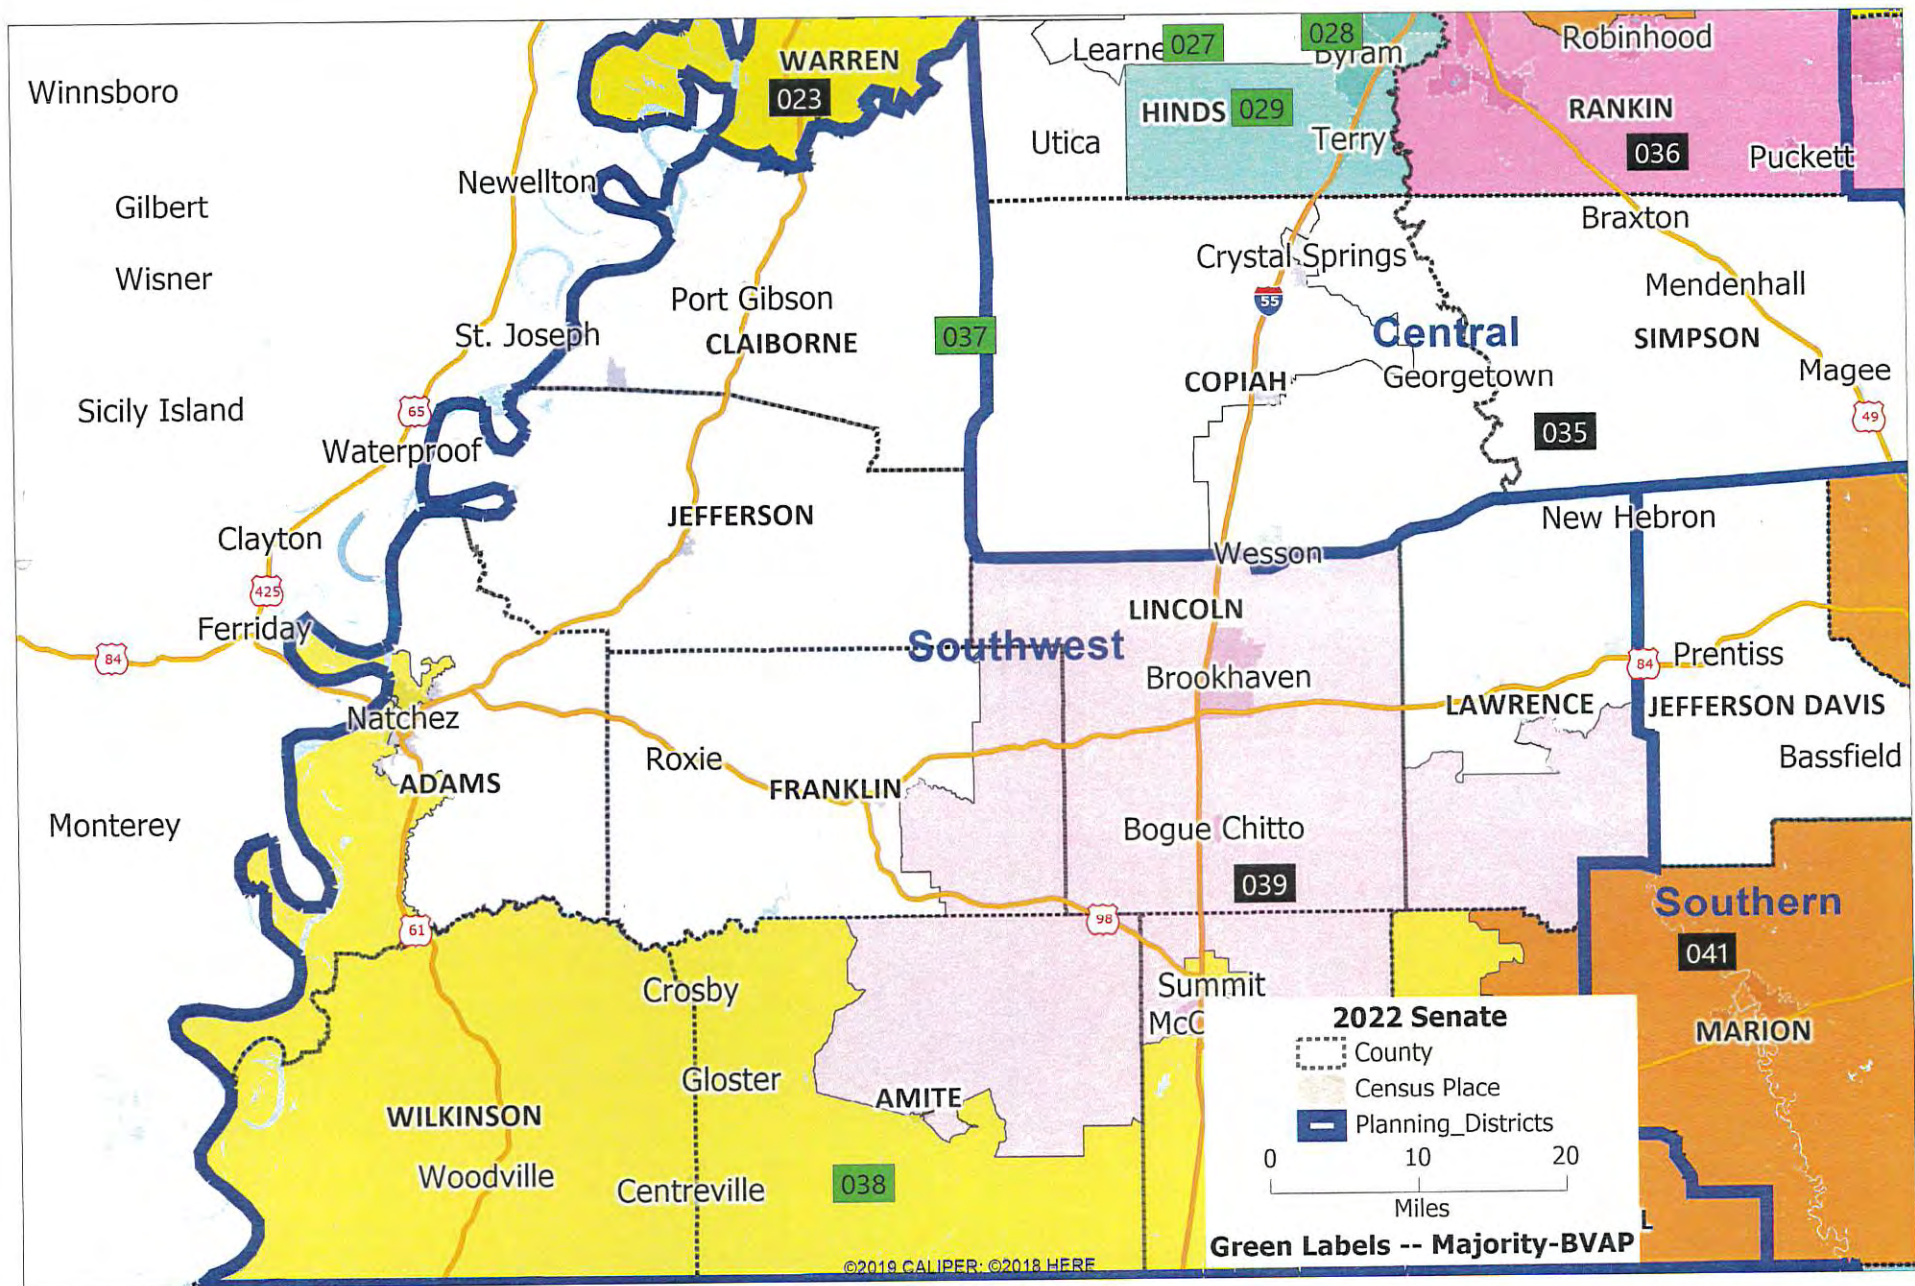 WARREN
023
Learne
027
028
Byram
Robinhood
Winnsboro
HINDS
029
RANKIN
Utica
Terry
036
Puckett
Newellton
Gilbert
Braxton
Wisner
Crystal Springs
Mendenhall
Port Gibson
55
St. Joseph
CLAIBORNE
037
Central
SIMPSON
COPIAH
Georgetown
Magee
Sicily Island
65
49
Waterproof
035
JEFFERSON
New Hebron
Clayton
Wesson
425
LINCOLN
Ferriday
Southwest
84
Brookhaven
84
Prentiss
Natchez
LAWRENCE
JEFFERSON DAVIS
Roxie
Bassfield
ADAMS
FRANKLIN
Monterey
Bogue Chitto
039
Southern
61
98
041
Crosby
Summit
McC
MARION
Gloster
AMITE
WILKINSON
Woodville
Centreville
038
L
2022 Senate
County
Census Place
Planning_Districts
0 10 20
Miles
Green Labels -- Majority-BVAP
©2019 CALIPER; ©2018 HERE